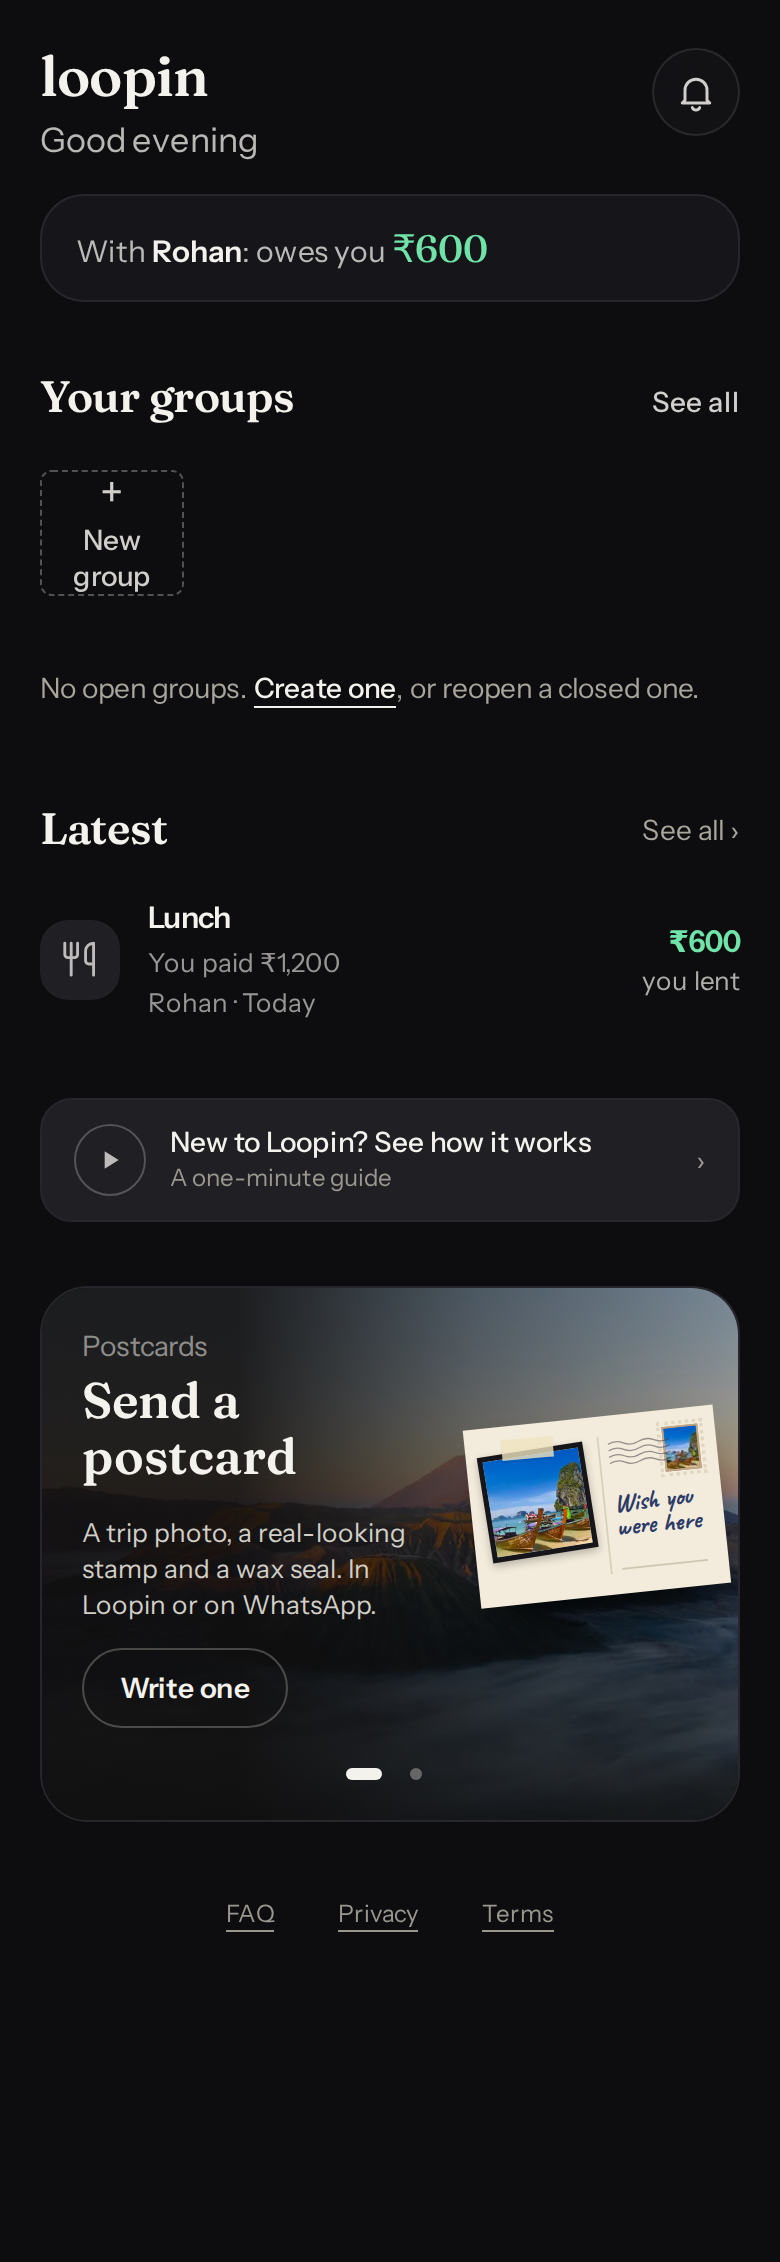 loopin
Good evening
With Rohan: owes you ₹600
Your groups
See all
+
New
group
No open groups. Create one, or reopen a closed one.
Latest
See all ›
Lunch
You paid ₹1,200
Rohan · Today
₹600
you lent
New to Loopin? See how it works
A one-minute guide
›
Postcards
Send a
postcard
A trip photo, a real-looking
stamp and a wax seal. In
Loopin or on WhatsApp.
Wish you
were here
Write one
FAQ
Privacy
Terms